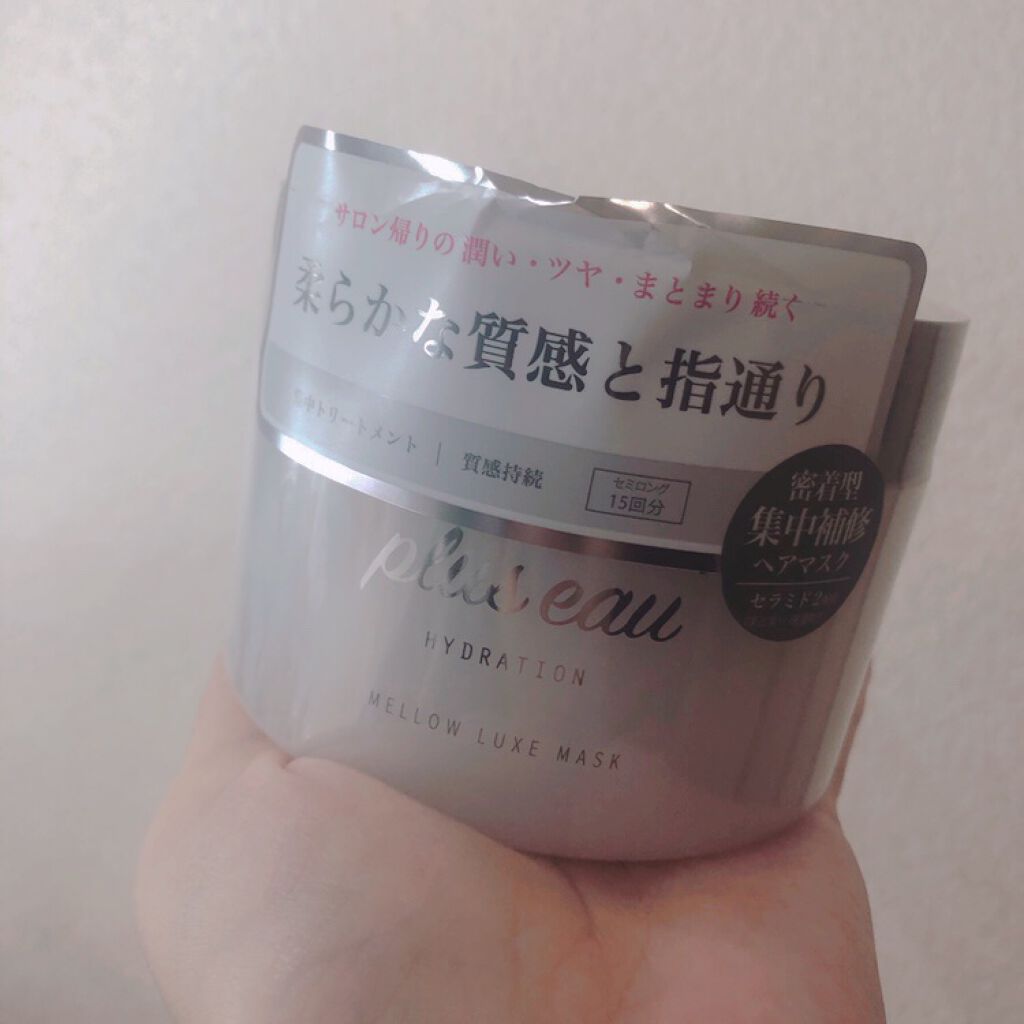 サロン帰りの潤い・ツヤ・まとまり続く
柔らかな質感と指通り
集中トリートメント | 質感持続
セミロング
15回分
密着型
集中補修
ヘアマスク
セラミド2
plus eau
HYDRATION
MELLOW LUXE MASK